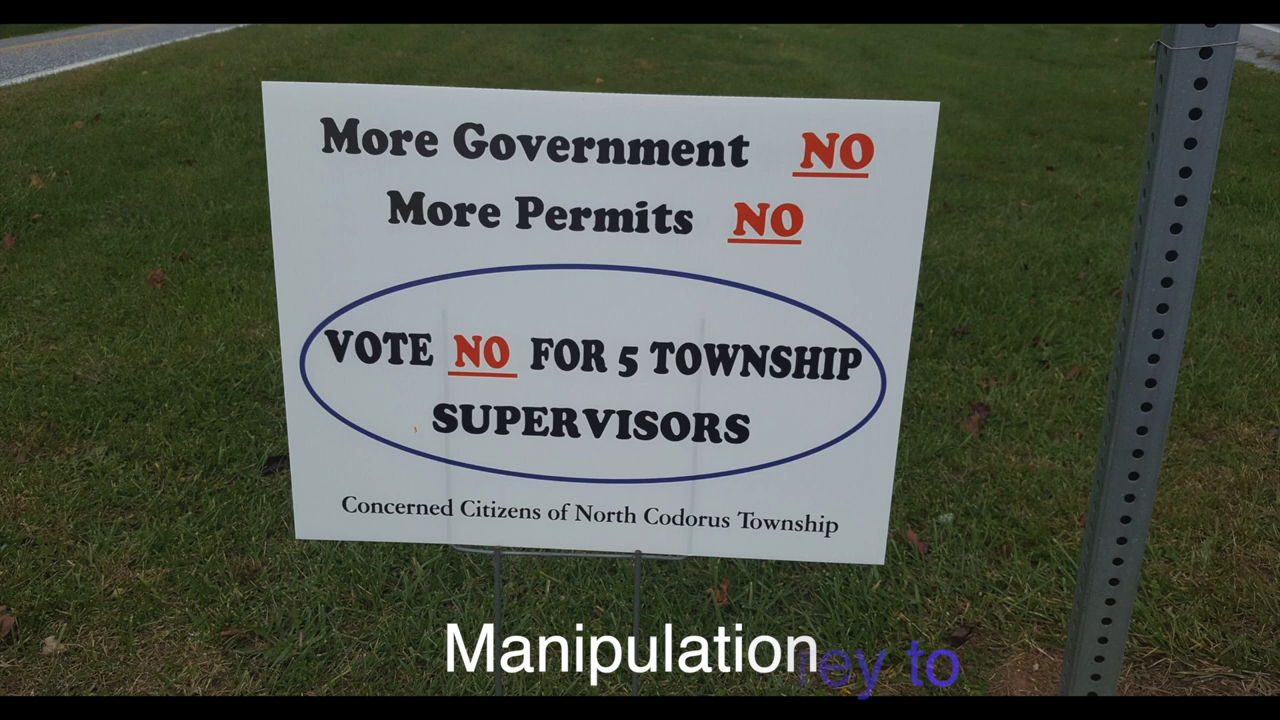 More Government NO
More Permits NO
VOTE NO FOR 5 TOWNSHIP
SUPERVISORS
Concerned Citizens of North Codorus Township
Manipulation
to